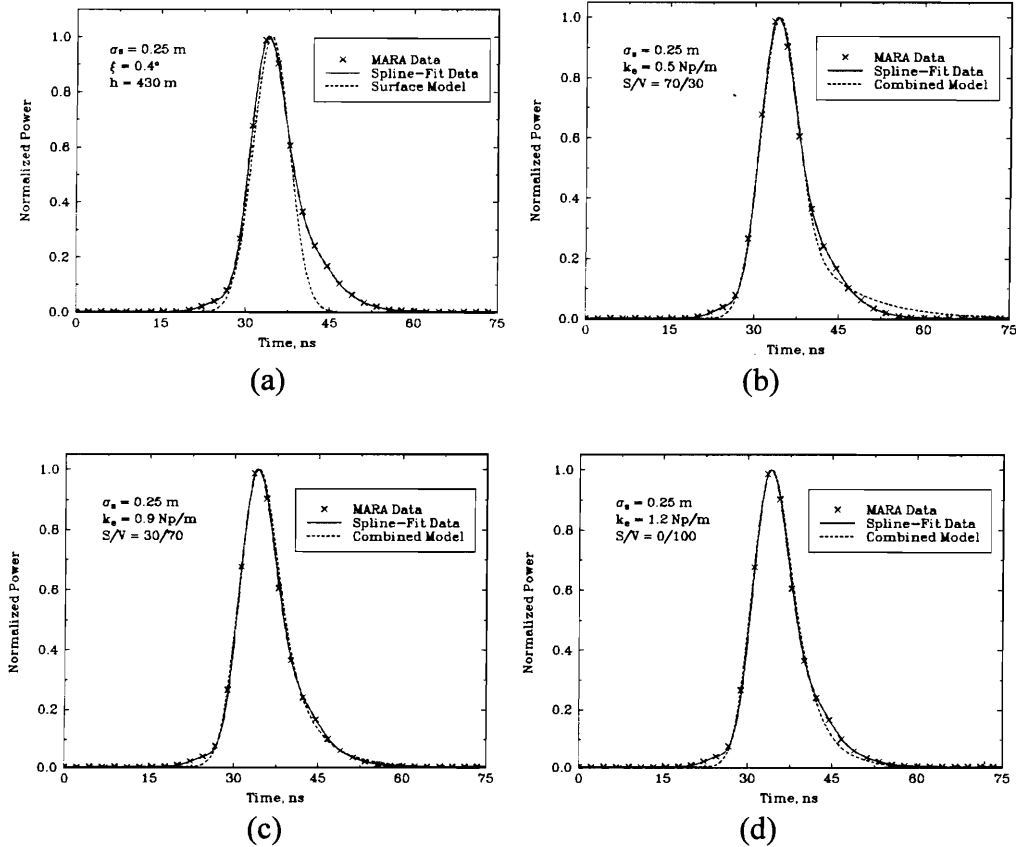 σs = 0.25 m
ξ = 0.4°
h = 430 m
MARA Data
Spline-Fit Data
Surface Model
Normalized Power
1.0
0.8
0.6
0.4
0.2
0.0
0 15 30 45 60 75
Time, ns
(a)
σs = 0.25 m
ke = 0.5 Np/m
S/V = 70/30
MARA Data
Spline-Fit Data
Combined Model
Normalized Power
1.0
0.8
0.6
0.4
0.2
0.0
0 15 30 45 60 75
Time, ns
(b)
σs = 0.25 m
ke = 0.9 Np/m
S/V = 30/70
MARA Data
Spline-Fit Data
Combined Model
Normalized Power
1.0
0.8
0.6
0.4
0.2
0.0
0 15 30 45 60 75
Time, ns
(c)
σs = 0.25 m
ke = 1.2 Np/m
S/V = 0/100
MARA Data
Spline-Fit Data
Combined Model
Normalized Power
1.0
0.8
0.6
0.4
0.2
0.0
0 15 30 45 60 75
Time, ns
(d)